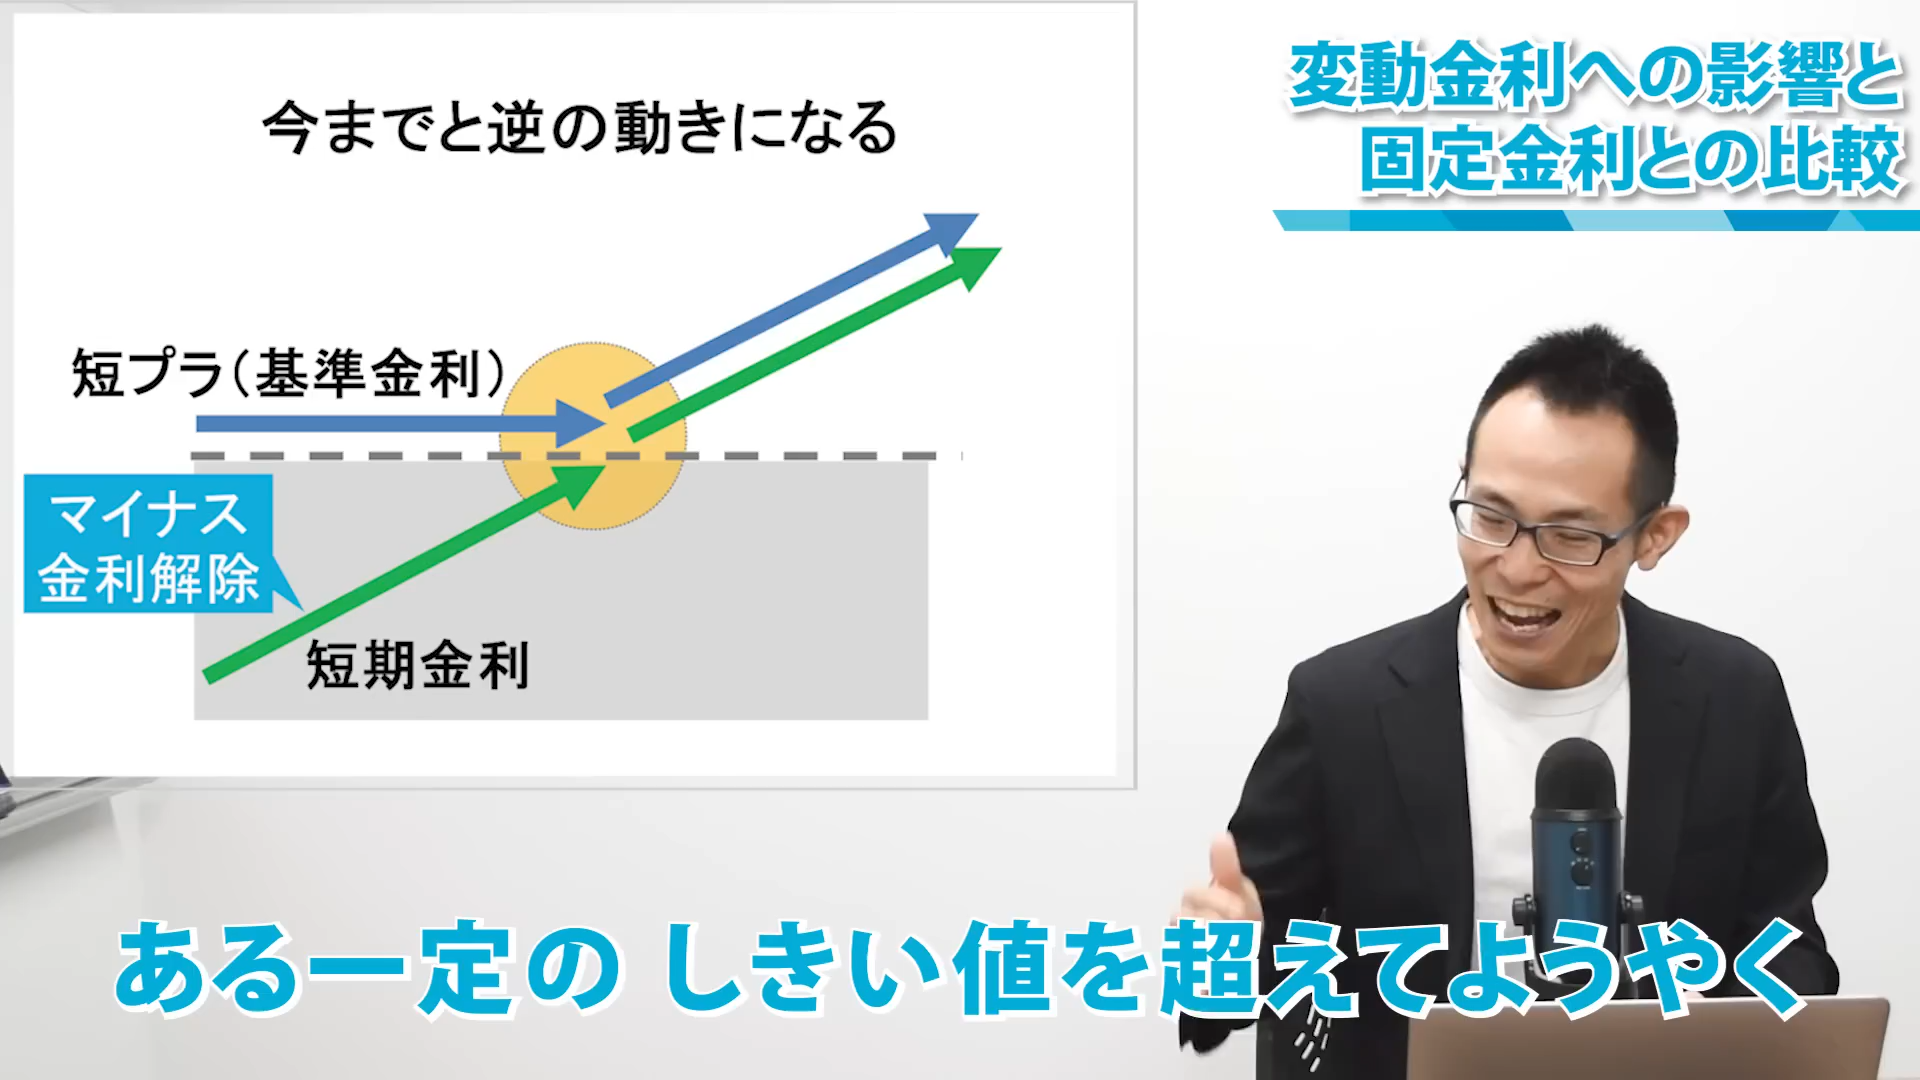 今までと逆の動きになる
変動金利への影響と
固定金利との比較
短プラ（基準金利）
マイナス
金利解除
短期金利
ある一定の しきい値を超えてようやく